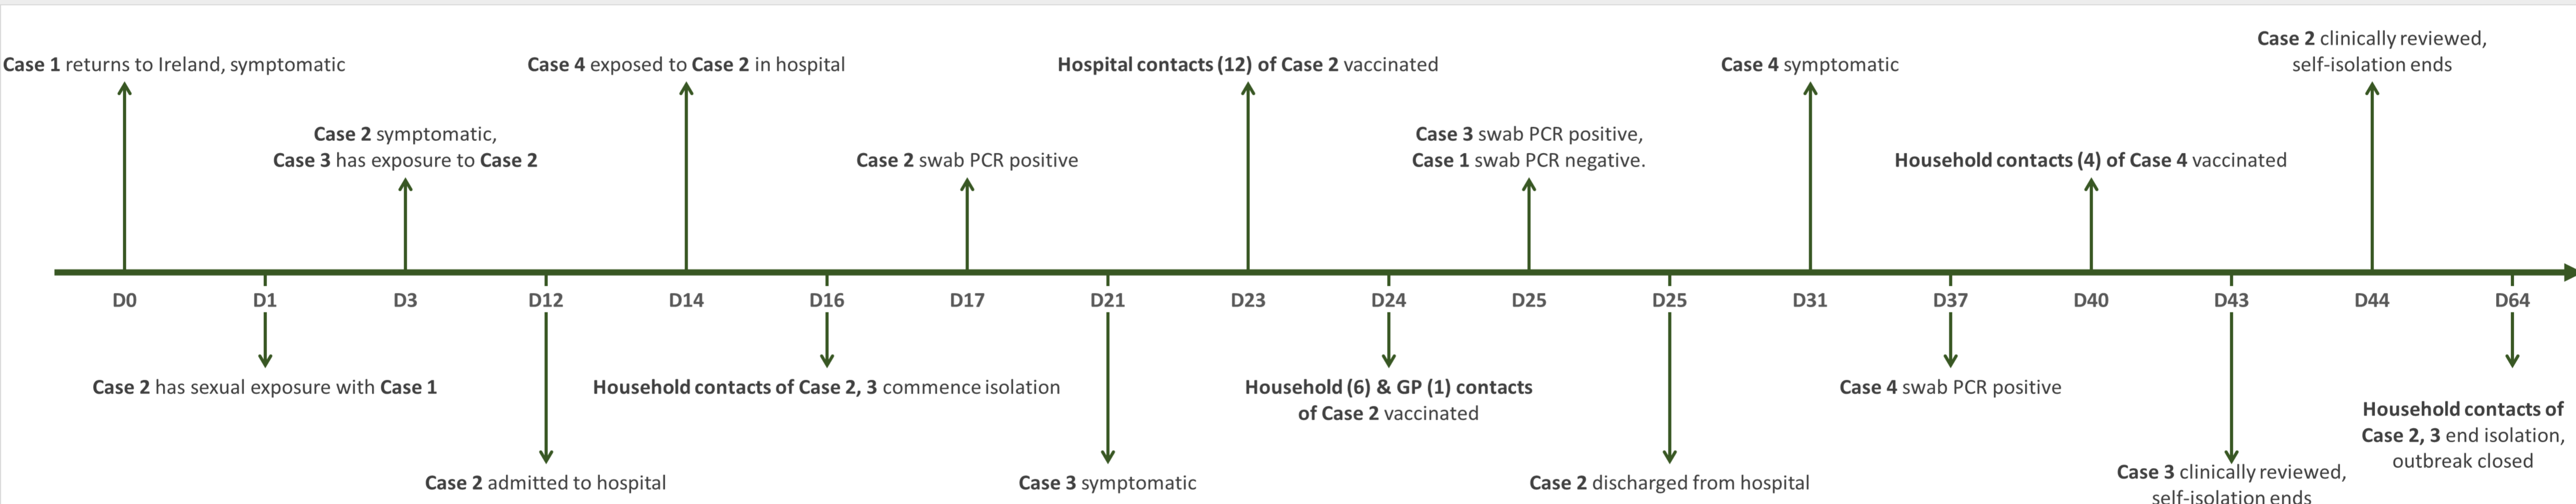 Case 2 clinically reviewed,
self-isolation ends
Case 1 returns to Ireland, symptomatic
Case 4 exposed to Case 2 in hospital
Hospital contacts (12) of Case 2 vaccinated
Case 4 symptomatic
Case 2 symptomatic,
Case 3 has exposure to Case 2
Case 2 swab PCR positive
Case 3 swab PCR positive,
Case 1 swab PCR negative.
Household contacts (4) of Case 4 vaccinated
D0 D1 D3 D12 D14 D16 D17 D21 D23 D24 D25 D25 D31 D37 D40 D43 D44 D64
Case 2 has sexual exposure with Case 1
Household contacts of Case 2, 3 commence isolation
Household (6) & GP (1) contacts
of Case 2 vaccinated
Case 4 swab PCR positive
Household contacts of
Case 2, 3 end isolation,
outbreak closed
Case 2 admitted to hospital
Case 3 symptomatic
Case 2 discharged from hospital
Case 3 clinically reviewed,
self-isolation ends